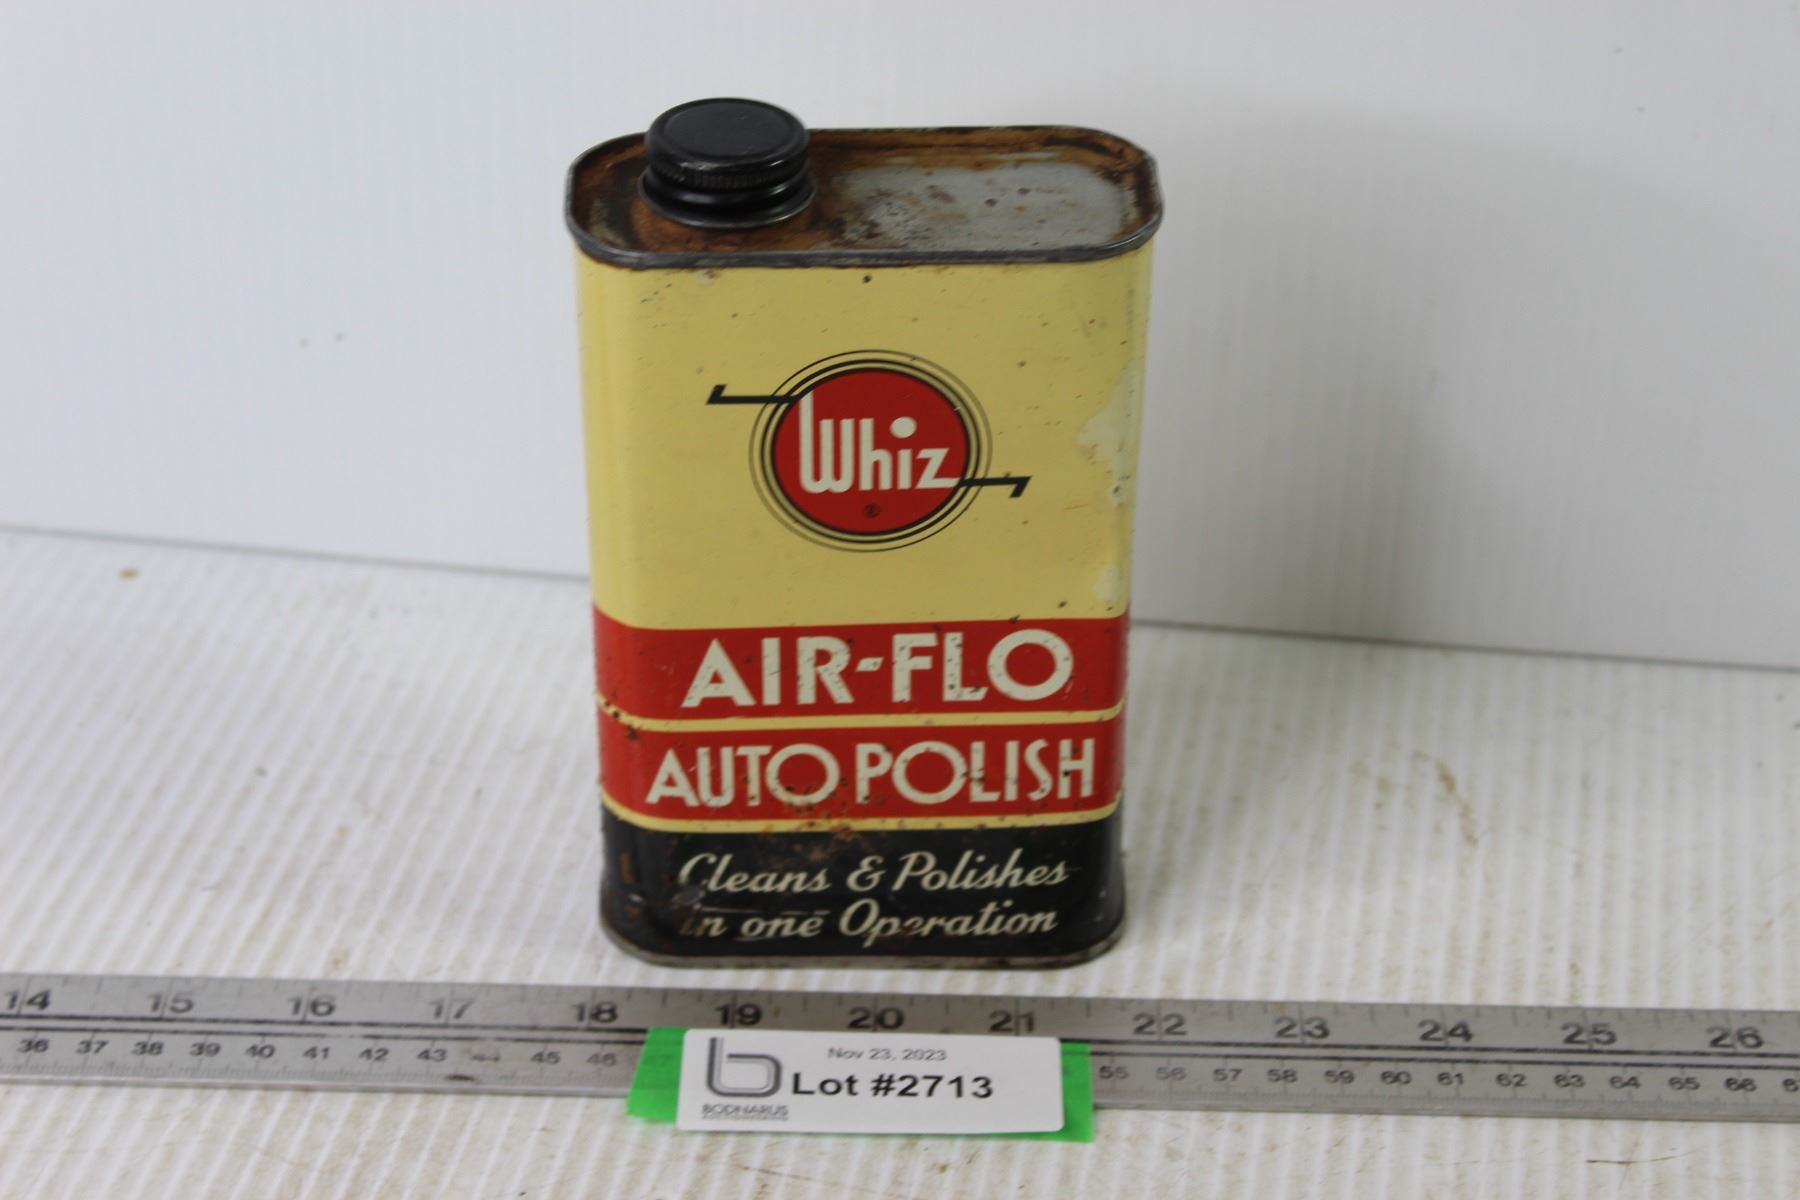 Whiz
®
AIR-FLO
AUTO POLISH
Cleans & Polishes
in one Operation
14 15 16 17 18 19 20 21 22 23 24 25 26
36 37 38 39 40 41 42 43 44 45 46 47 55 56 57 58 59 60 61 62 63 64 65 66
Nov 23, 2023
Lot #2713
BODNARUS